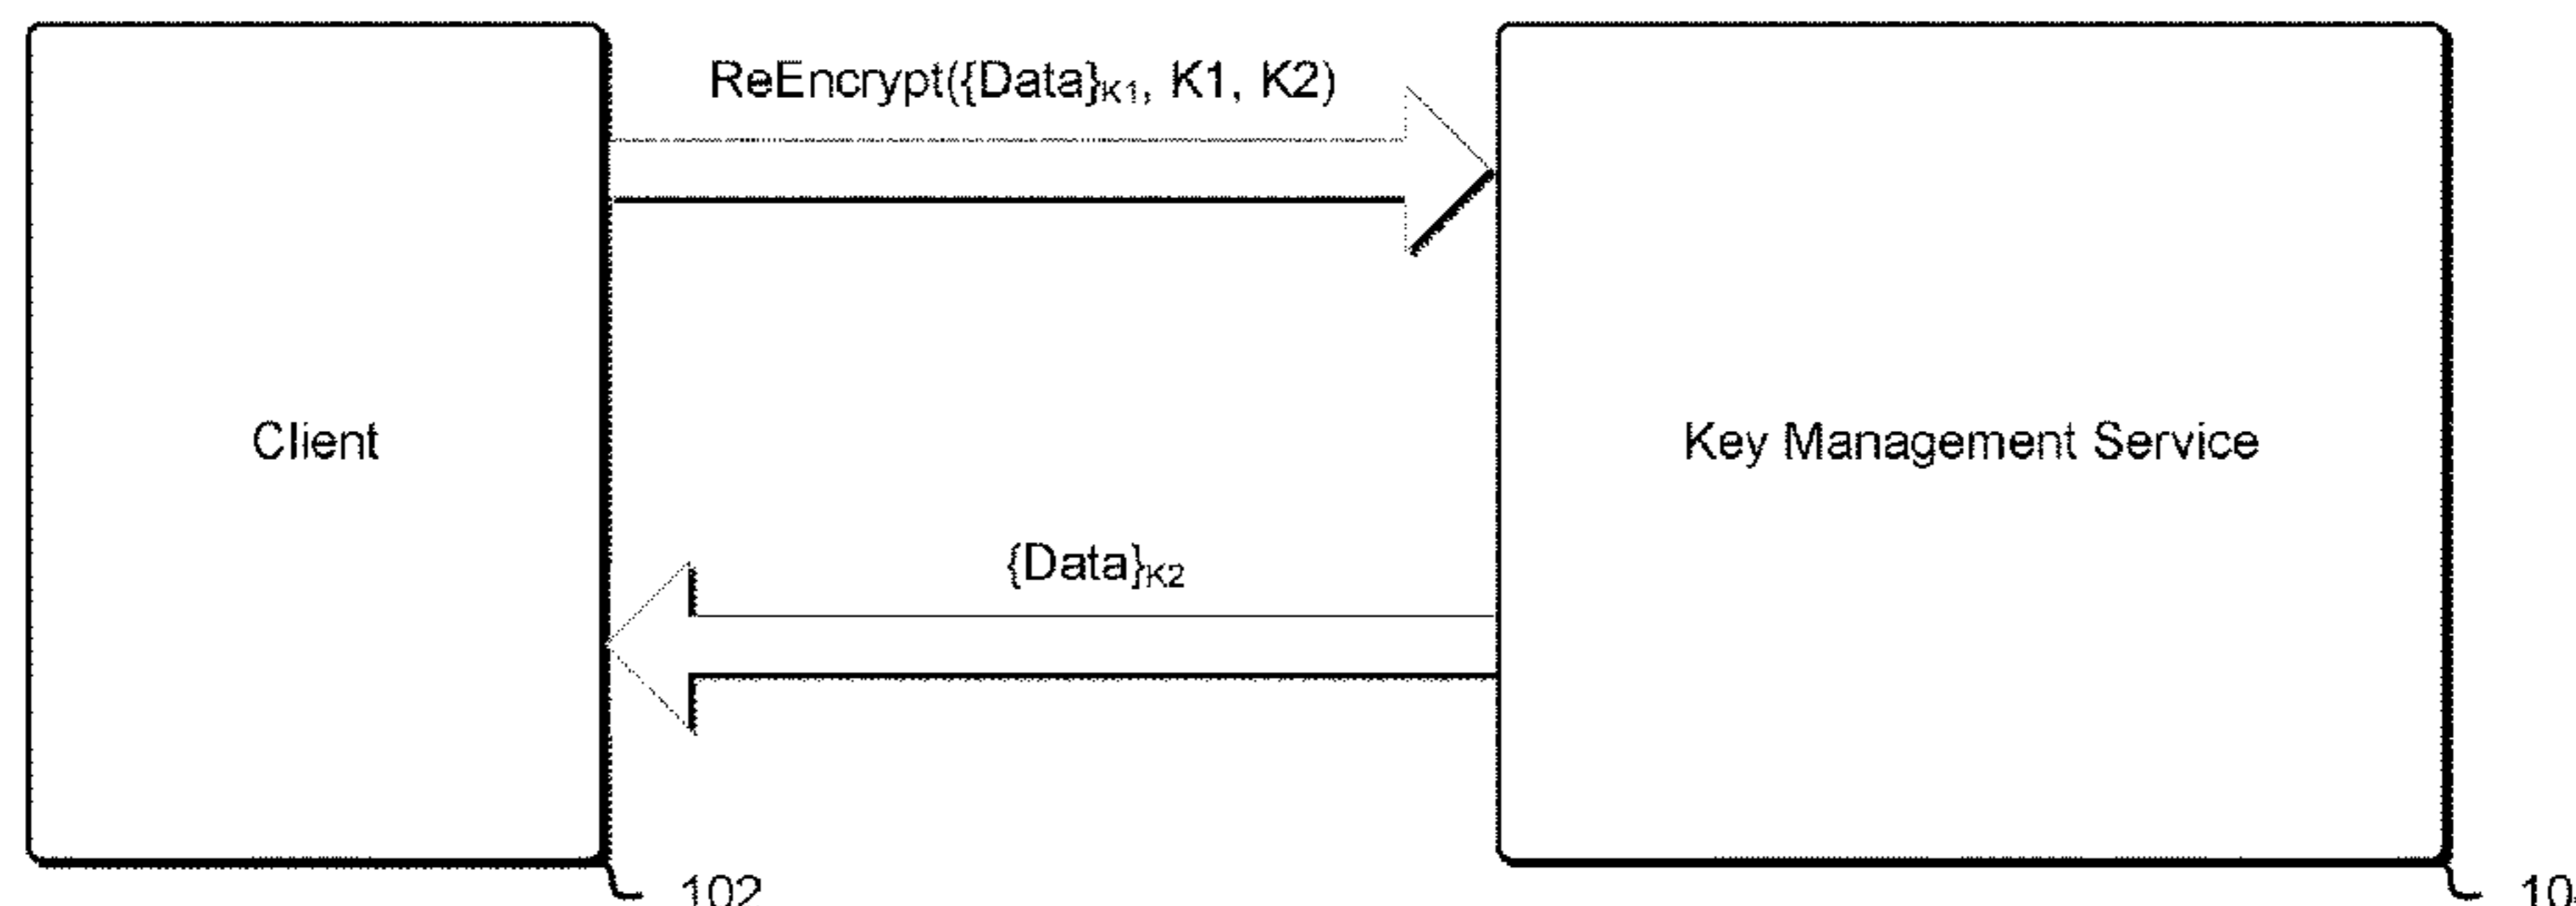 ReEncrypt({Data}K1, K1, K2)
Client
Key Management Service
{Data}K2
102